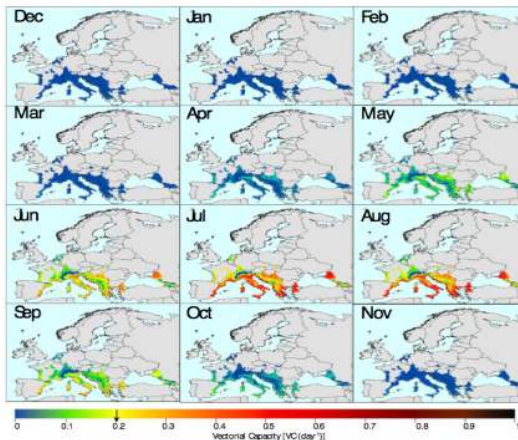 Dec Jan Feb
Mar Apr May
Jun Jul Aug
Sep Oct Nov
0 0.1 0.2 0.3 0.4 0.5 0.6 0.7 0.8 0.9 1
Vectorial Capacity [VC (day⁻¹)]